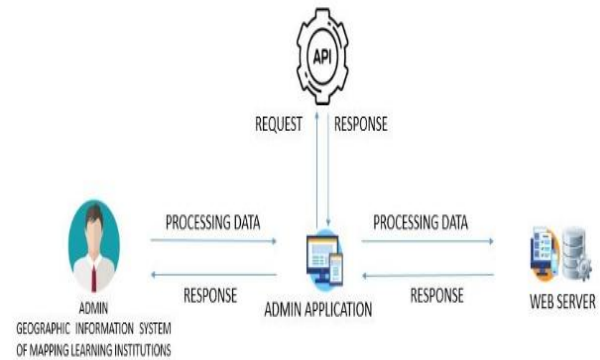 API
REQUEST RESPONSE
PROCESSING DATA PROCESSING DATA
RESPONSE RESPONSE
ADMIN
GEOGRAPHIC INFORMATION SYSTEM
OF MAPPING LEARNING INSTITUTIONS
ADMIN APPLICATION
WEB SERVER